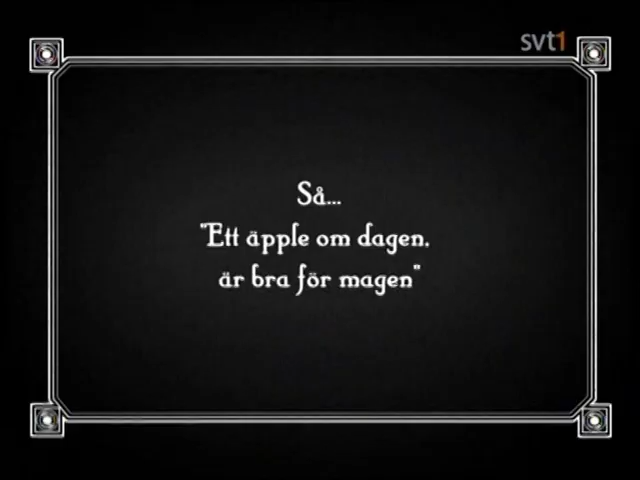 svt1
Så...
"Ett äpple om dagen,
är bra för magen"